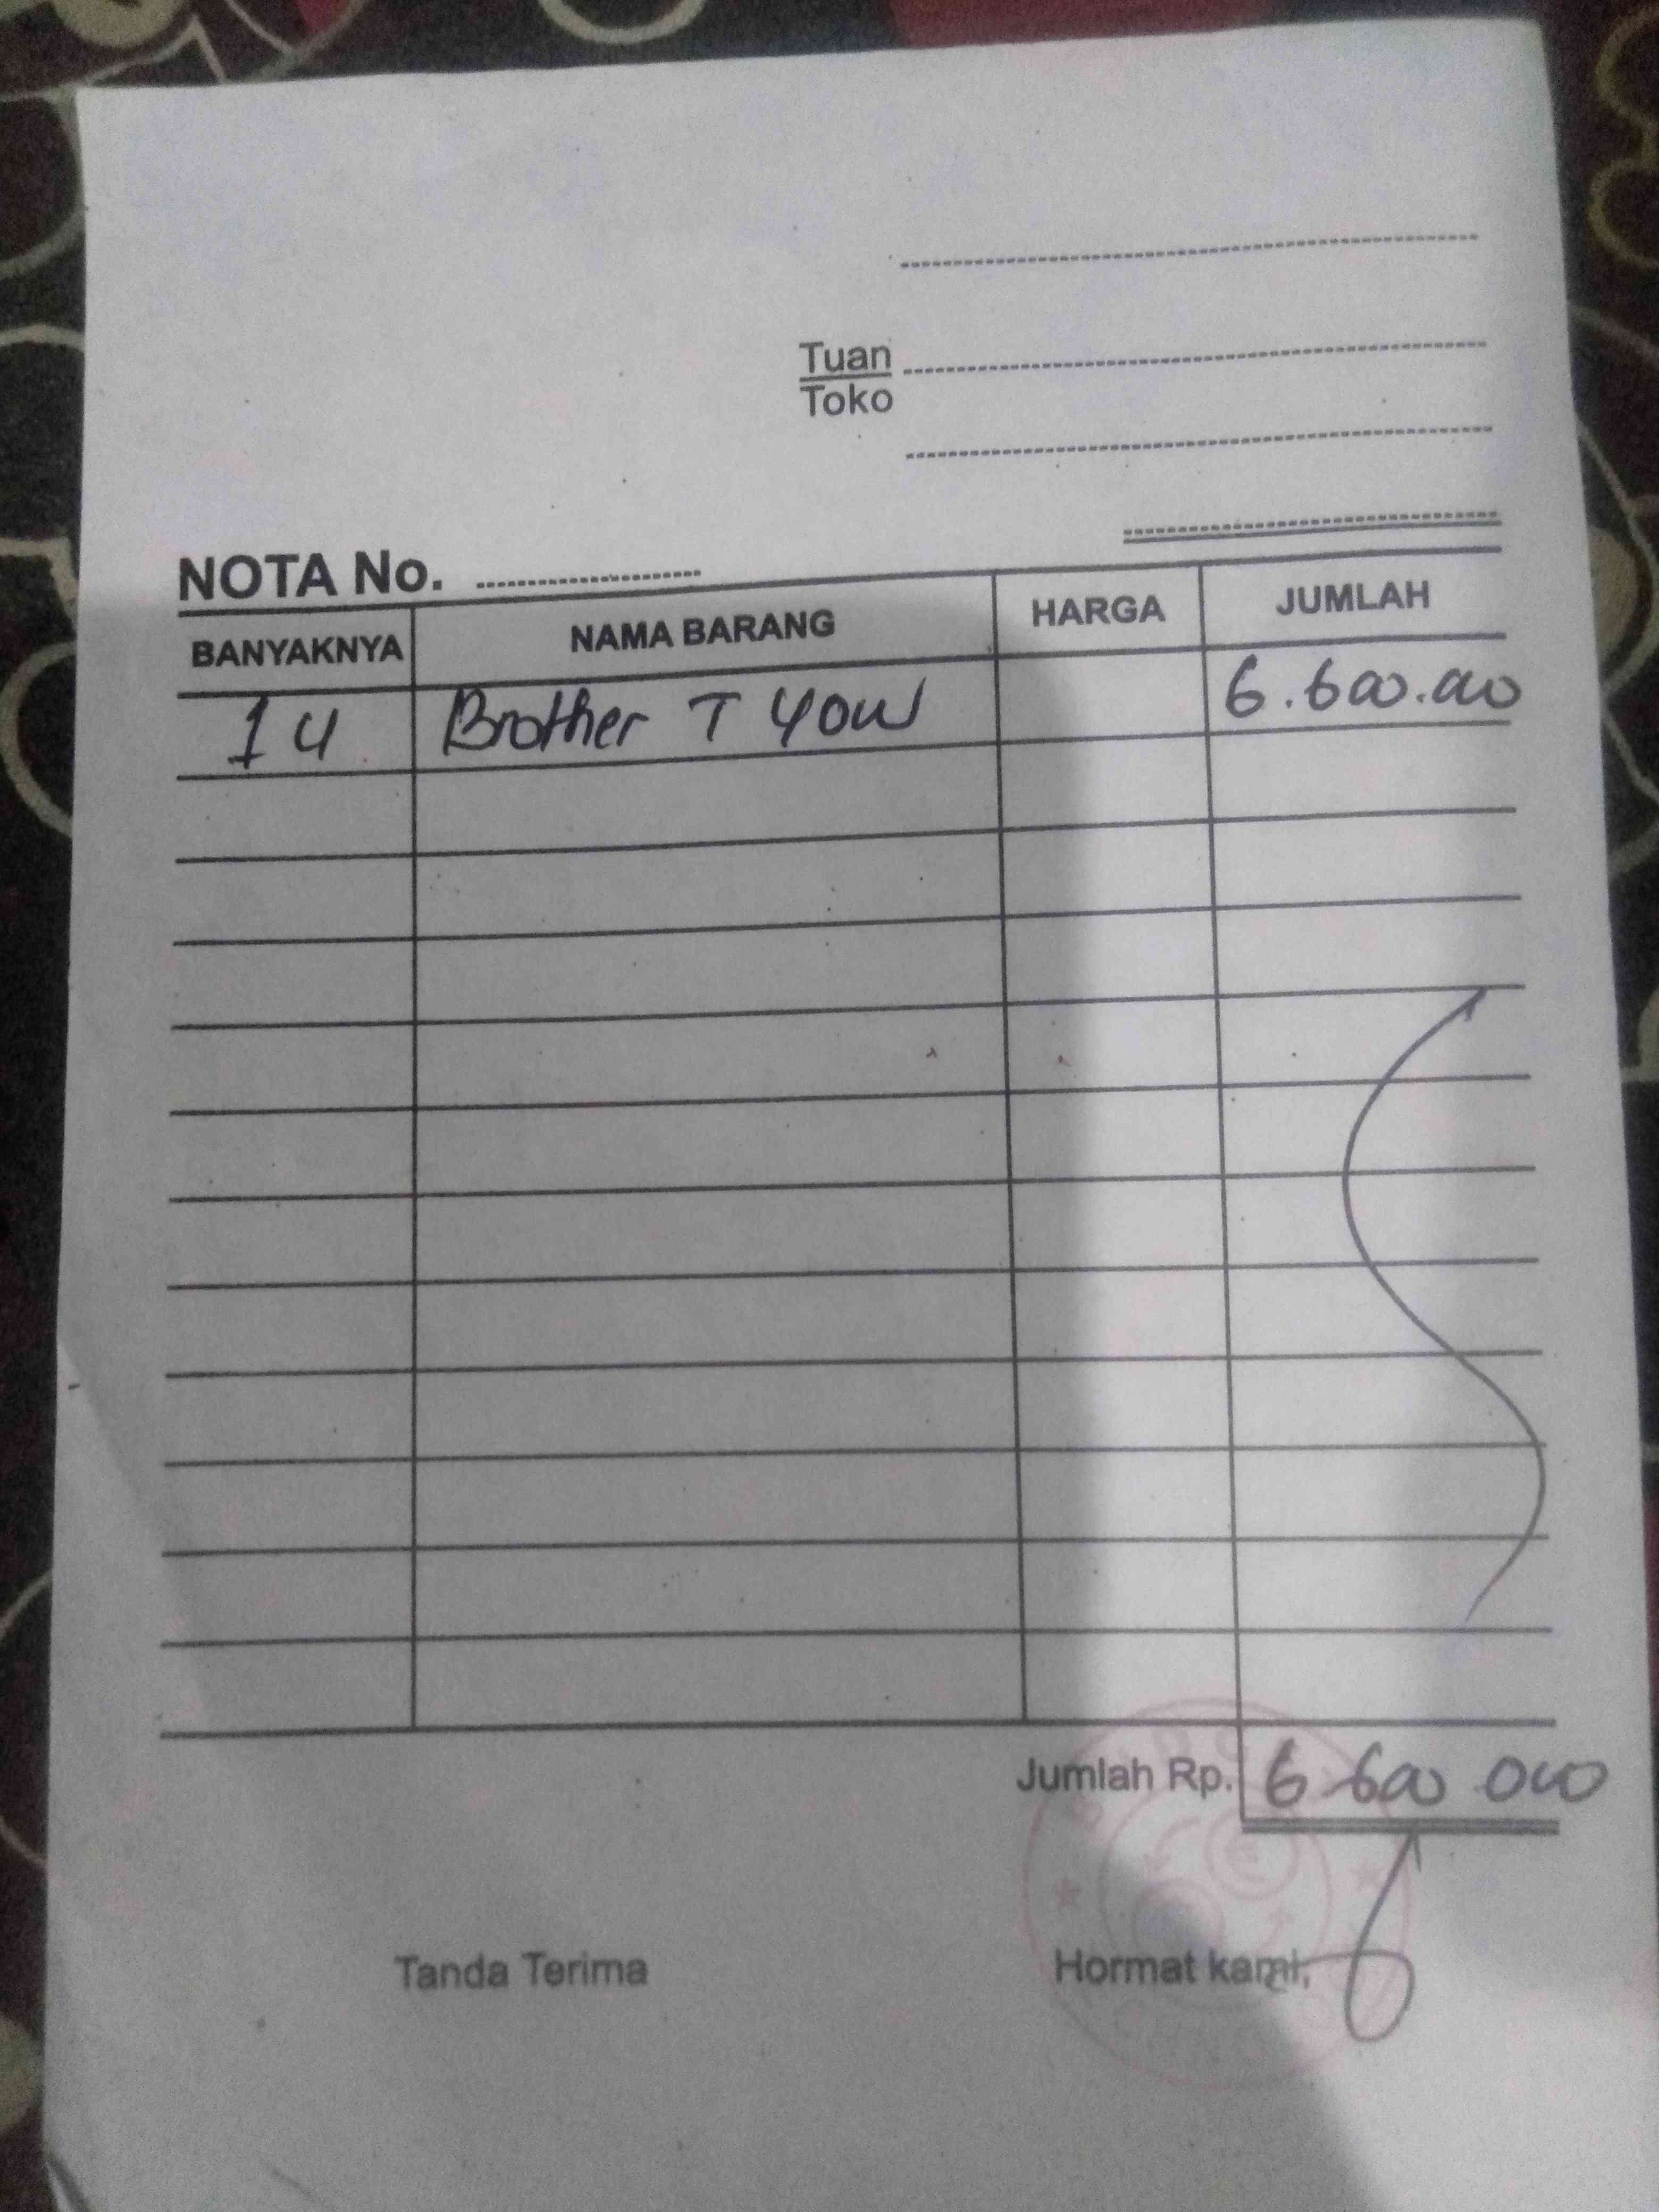 Tuan
Toko
NOTA No.
BANYAKNYA NAMA BARANG HARGA JUMLAH
1 U Brother T 40W 6.600.000
Jumlah Rp. 6 600 000
Tanda Terima Hormat kami,